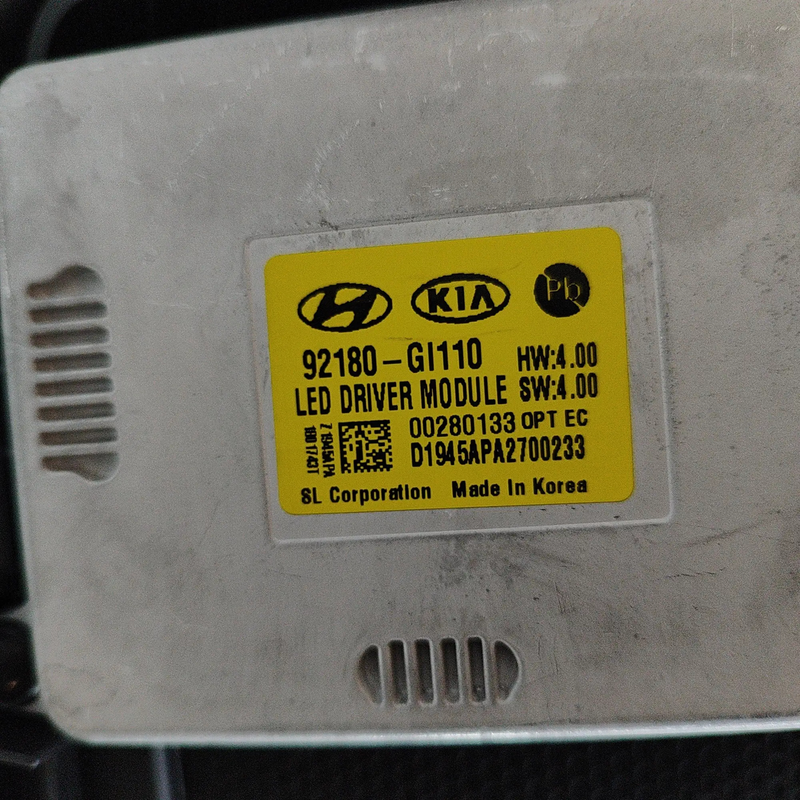 H KIA Pb
92180-GI110 HW:4.00
LED DRIVER MODULE SW:4.00
00280133 OPT EC
D1945APA2700233
SL Corporation Made In Korea